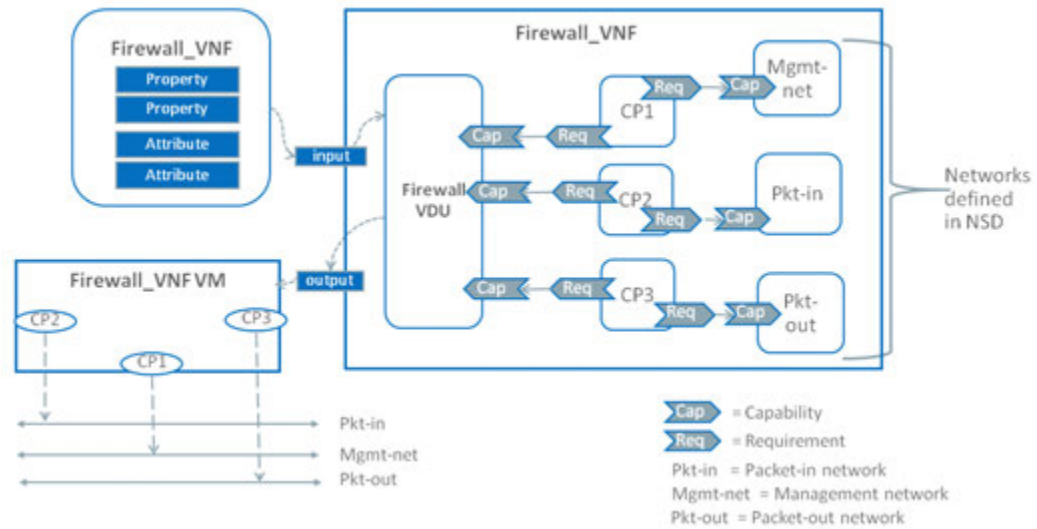 Firewall_VNF
Property
Property
Attribute
Attribute
input
output
Firewall_VNF
Firewall
VDU
Cap
Req
CP1
Req
Cap
Mgmt-
net
Cap
Req
CP2
Req
Cap
Pkt-in
Cap
Req
CP3
Req
Cap
Pkt-
out
Networks
defined
in NSD
Firewall_VNF VM
CP2
CP3
CP1
Pkt-in
Mgmt-net
Pkt-out
Cap = Capability
Req = Requirement
Pkt-in = Packet-in network
Mgmt-net = Management network
Pkt-out = Packet-out network